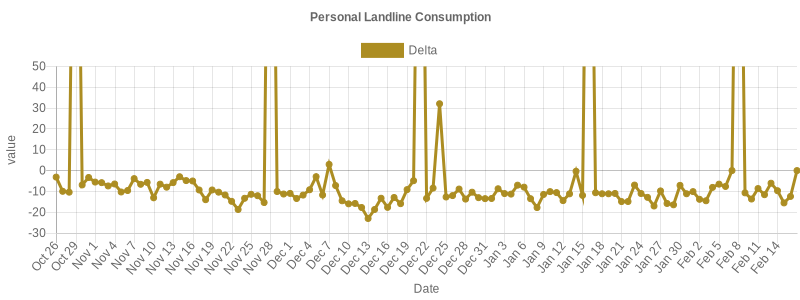 Personal Landline Consumption
Delta
value
50
40
30
20
10
0
-10
-20
-30
Oct 26
Oct 29
Nov 1
Nov 4
Nov 7
Nov 10
Nov 13
Nov 16
Nov 19
Nov 22
Nov 25
Nov 28
Dec 1
Dec 4
Dec 7
Dec 10
Dec 13
Dec 16
Dec 19
Dec 22
Dec 25
Dec 28
Dec 31
Jan 3
Jan 6
Jan 9
Jan 12
Jan 15
Jan 18
Jan 21
Jan 24
Jan 27
Jan 30
Feb 2
Feb 5
Feb 8
Feb 11
Feb 14
Date